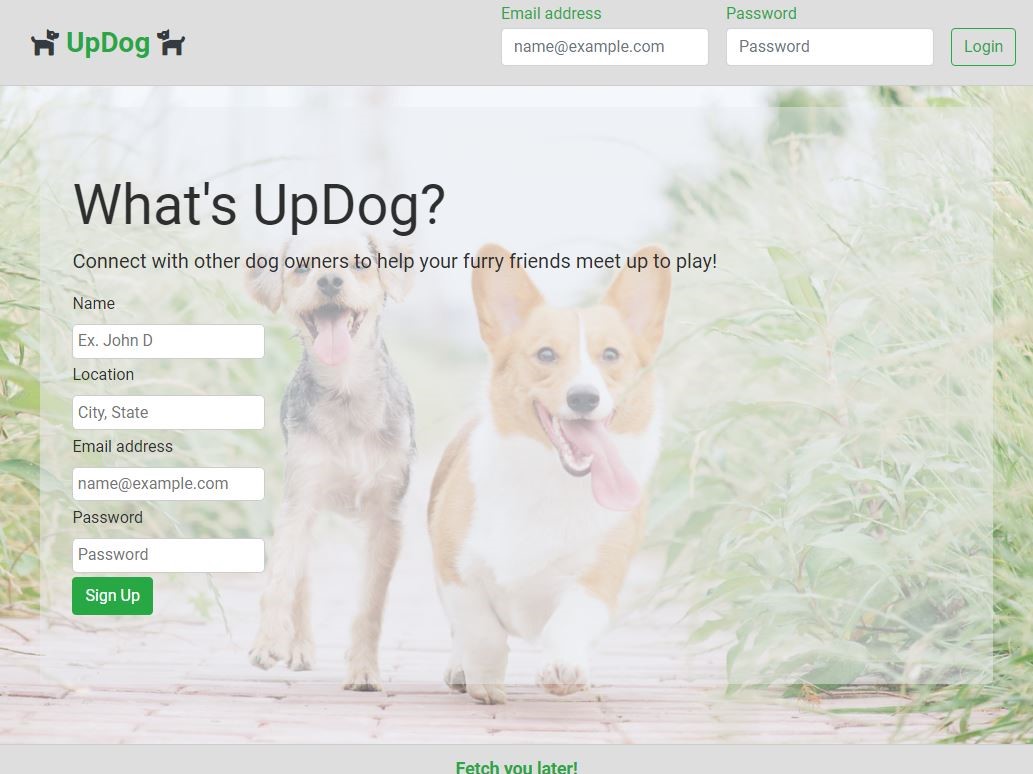 UpDog
Email address
Password
name@example.com
Password
Login
What's UpDog?
Connect with other dog owners to help your furry friends meet up to play!
Name
Ex. John D
Location
City, State
Email address
name@example.com
Password
Password
Sign Up
Fetch you later!